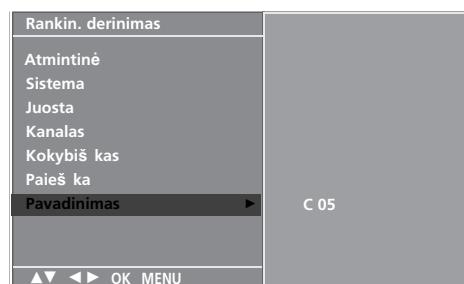 Rankin. derinimas
Atmintinė
Sistema
Juosta
Kanalas
Kokybiš kas
Paieš ka
Pavadinimas ► C 05
▲▼ ◄► OK MENU